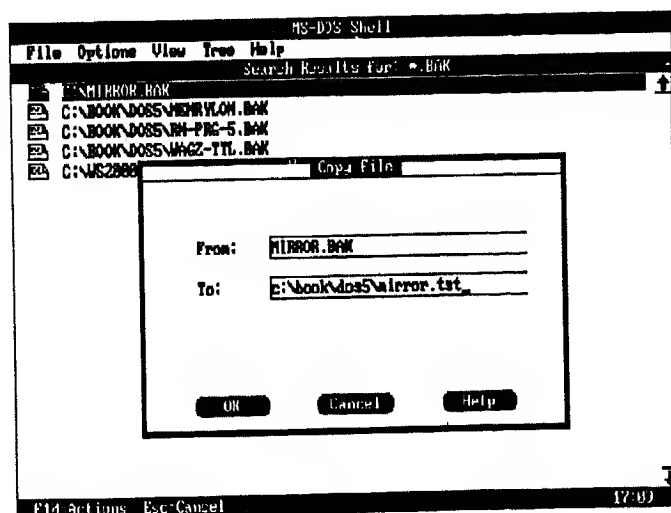 MS-DOS Shell
File Options View Tree Help
Search Results for: *.BAK
C:\MIRROR.BAK
C:\BOOK\DOS5\MEMRYLOM.BAK
C:\BOOK\DOS5\RM-PRG-5.BAK
C:\BOOK\DOS5\WAGZ-TTL.BAK
C:\WS2000
Copy File
From: MIRROR.BAK
To: c:\book\dos5\mirror.tst_
OK Cancel Help
Actions Esc=Cancel